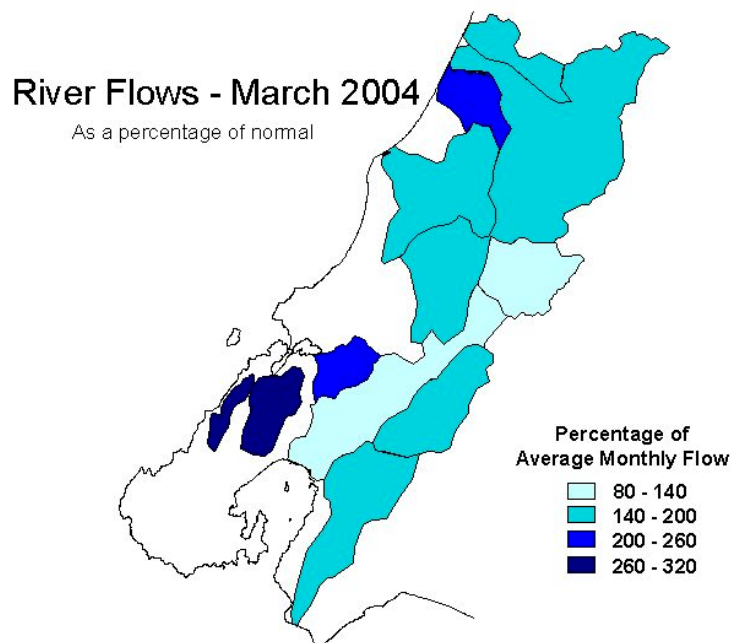 River Flows - March 2004
As a percentage of normal
Percentage of
Average Monthly Flow
80 - 140
140 - 200
200 - 260
260 - 320